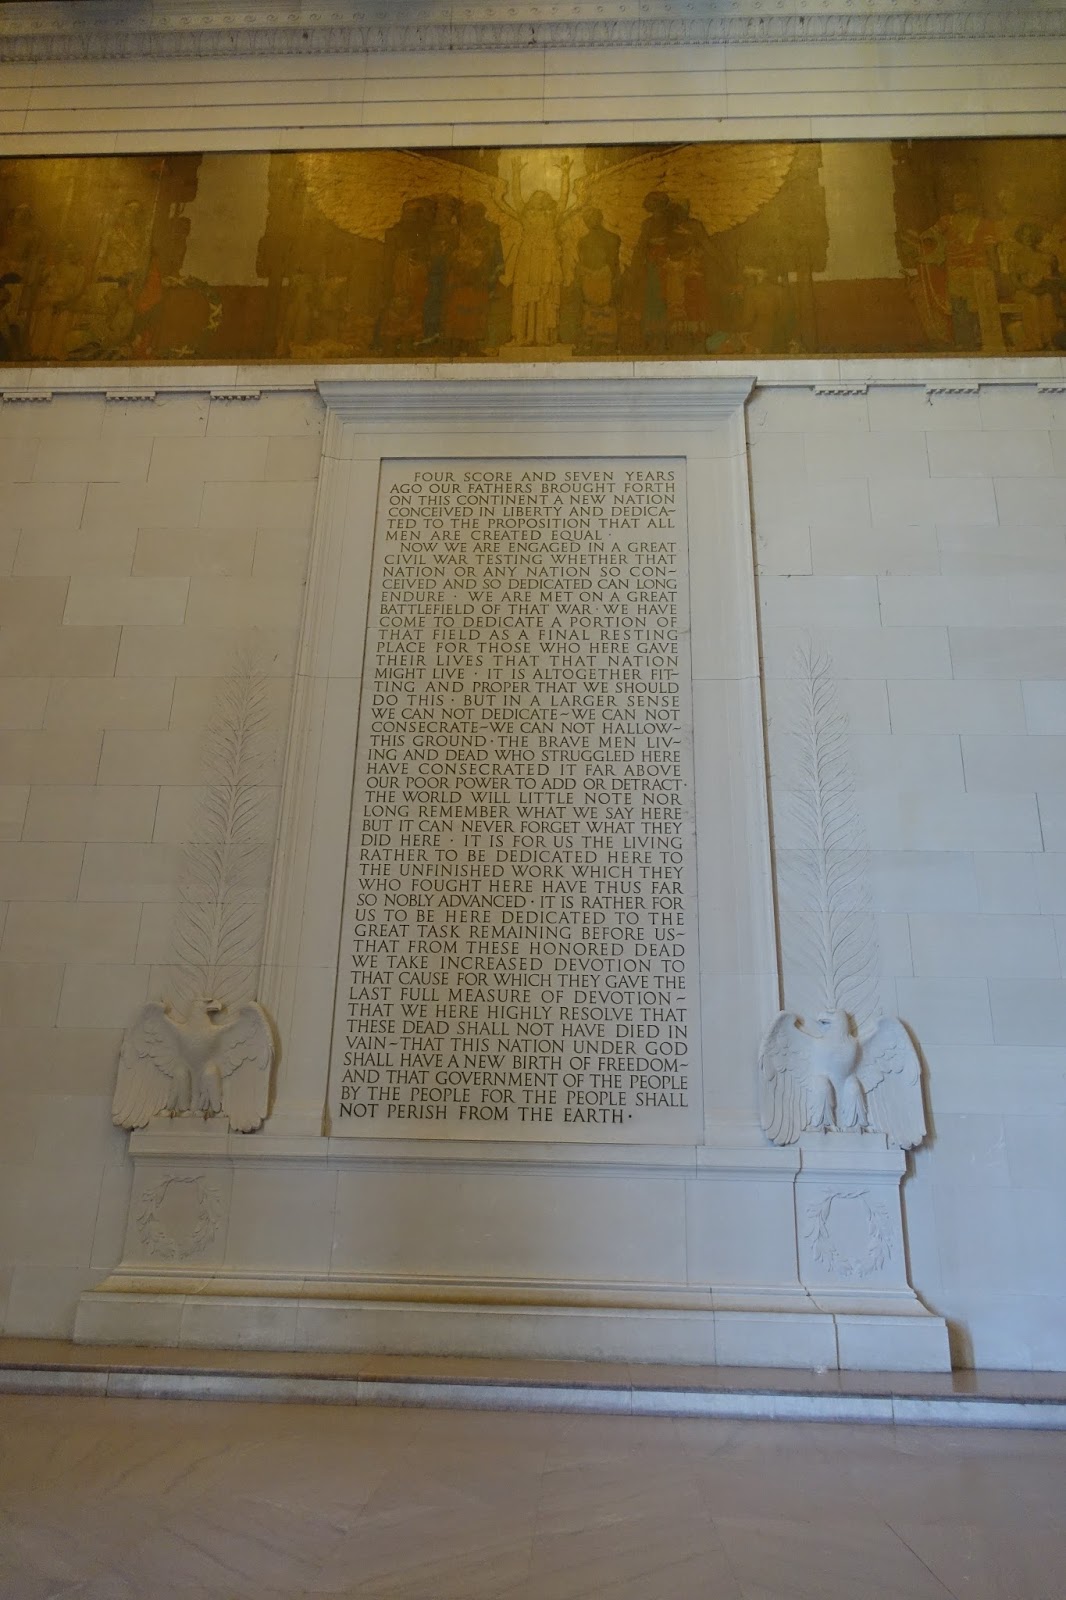 FOUR SCORE AND SEVEN YEARS
AGO OUR FATHERS BROUGHT FORTH
ON THIS CONTINENT A NEW NATION
CONCEIVED IN LIBERTY AND DEDICA~
TED TO THE PROPOSITION THAT ALL
MEN ARE CREATED EQUAL ·
NOW WE ARE ENGAGED IN A GREAT
CIVIL WAR TESTING WHETHER THAT
NATION OR ANY NATION SO CON~
CEIVED AND SO DEDICATED CAN LONG
ENDURE · WE ARE MET ON A GREAT
BATTLEFIELD OF THAT WAR · WE HAVE
COME TO DEDICATE A PORTION OF
THAT FIELD AS A FINAL RESTING
PLACE FOR THOSE WHO HERE GAVE
THEIR LIVES THAT THAT NATION
MIGHT LIVE · IT IS ALTOGETHER FIT~
TING AND PROPER THAT WE SHOULD
DO THIS · BUT IN A LARGER SENSE
WE CAN NOT DEDICATE~WE CAN NOT
CONSECRATE~WE CAN NOT HALLOW~
THIS GROUND · THE BRAVE MEN LIV~
ING AND DEAD WHO STRUGGLED HERE
HAVE CONSECRATED IT FAR ABOVE
OUR POOR POWER TO ADD OR DETRACT ·
THE WORLD WILL LITTLE NOTE NOR
LONG REMEMBER WHAT WE SAY HERE
BUT IT CAN NEVER FORGET WHAT THEY
DID HERE · IT IS FOR US THE LIVING
RATHER TO BE DEDICATED HERE TO
THE UNFINISHED WORK WHICH THEY
WHO FOUGHT HERE HAVE THUS FAR
SO NOBLY ADVANCED · IT IS RATHER FOR
US TO BE HERE DEDICATED TO THE
GREAT TASK REMAINING BEFORE US~
THAT FROM THESE HONORED DEAD
WE TAKE INCREASED DEVOTION TO
THAT CAUSE FOR WHICH THEY GAVE THE
LAST FULL MEASURE OF DEVOTION~
THAT WE HERE HIGHLY RESOLVE THAT
THESE DEAD SHALL NOT HAVE DIED IN
VAIN~THAT THIS NATION UNDER GOD
SHALL HAVE A NEW BIRTH OF FREEDOM~
AND THAT GOVERNMENT OF THE PEOPLE
BY THE PEOPLE FOR THE PEOPLE SHALL
NOT PERISH FROM THE EARTH ·